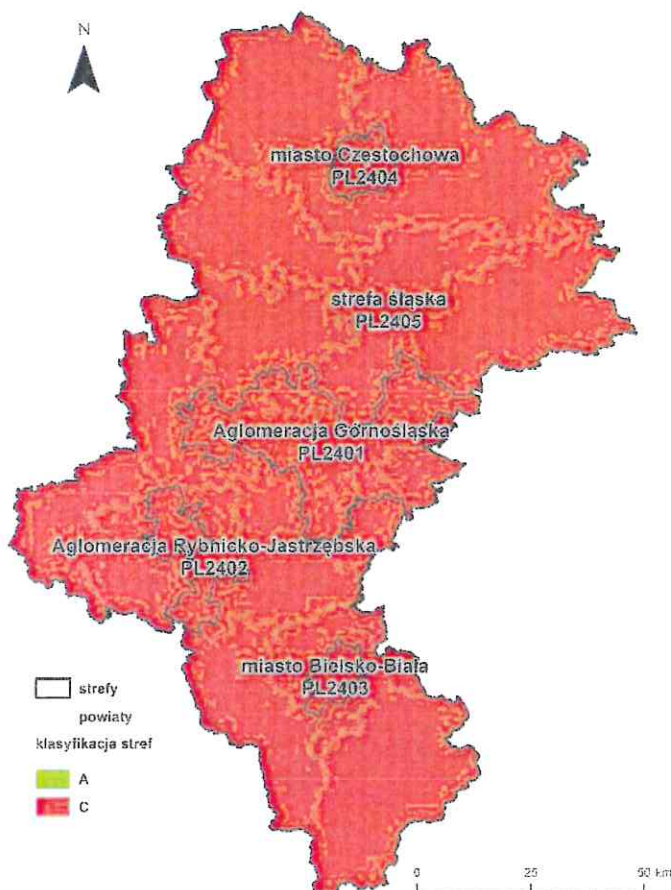 N
miasto Częstochowa
PL2404
strefa śląska
PL2405
Aglomeracja Górnośląska
PL2401
Aglomeracja Rybnicko-Jastrzębska
PL2402
miasto Bielsko-Biała
PL2403
strefy
powiaty
klasyfikacja stref
A
C
0 25 50 km